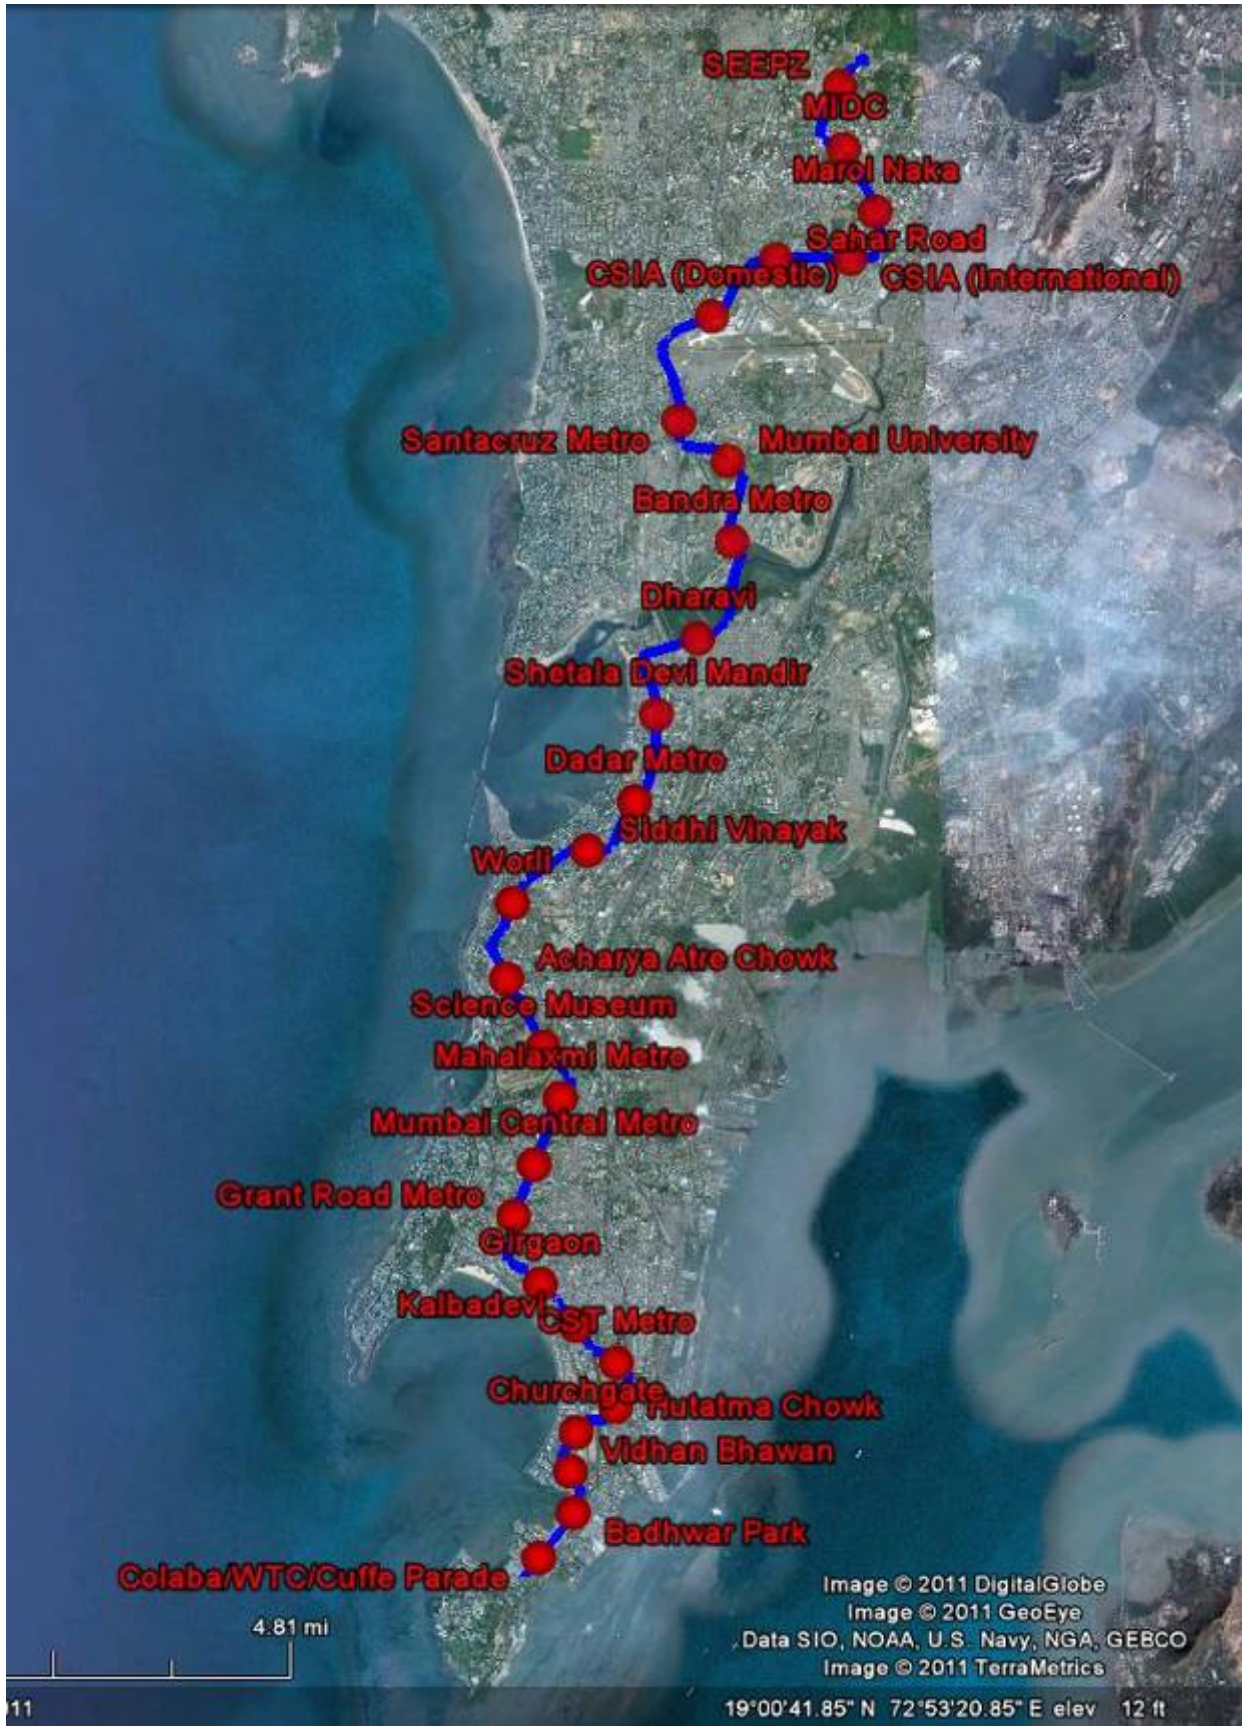 SEEPZ
MIDC
Marol Naka
Sahar Road
CSIA (Domestic)
CSIA (International)
Santacruz Metro
Mumbai University
Bandra Metro
Dharavi
Shetala Devi Mandir
Dadar Metro
Siddhi Vinayak
Worli
Acharya Atre Chowk
Science Museum
Mahalaxmi Metro
Mumbai Central Metro
Grant Road Metro
Girgaon
Kalbadevi
CST Metro
Churchgate
Hutatma Chowk
Vidhan Bhawan
Badhwar Park
Colaba/WTC/Cuffe Parade
4.81 mi
Image © 2011 DigitalGlobe
Image © 2011 GeoEye
Data SIO, NOAA, U.S. Navy, NGA, GEBCO
Image © 2011 TerraMetrics
19°00'41.85" N 72°53'20.85" E elev 12 ft